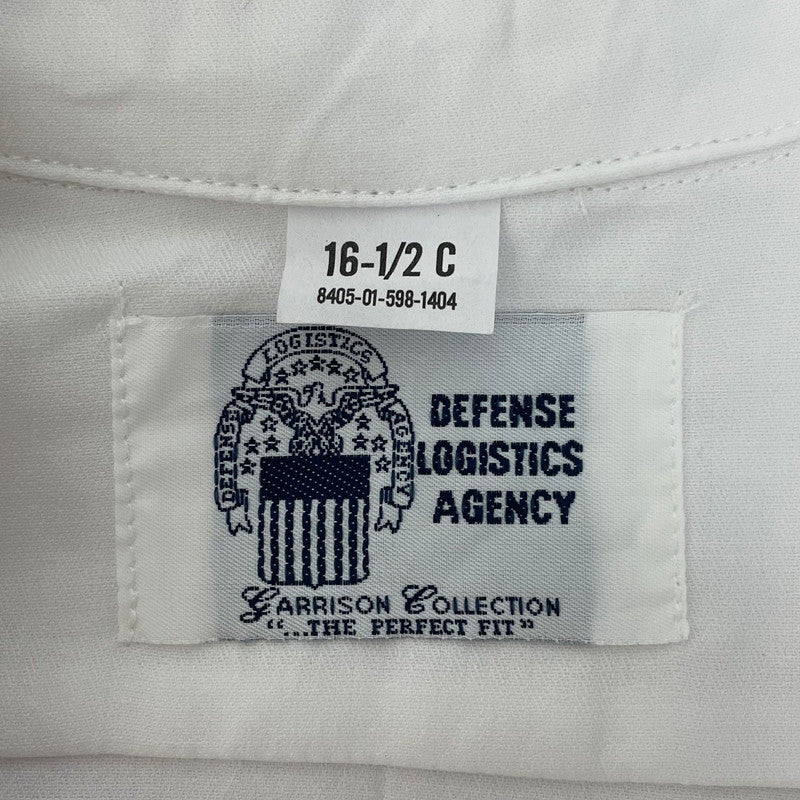 16-1/2 C
8405-01-598-1404
LOGISTICS
DEFENSE
AGENCY
DEFENSE
LOGISTICS
AGENCY
GARRISON COLLECTION
"...THE PERFECT FIT"